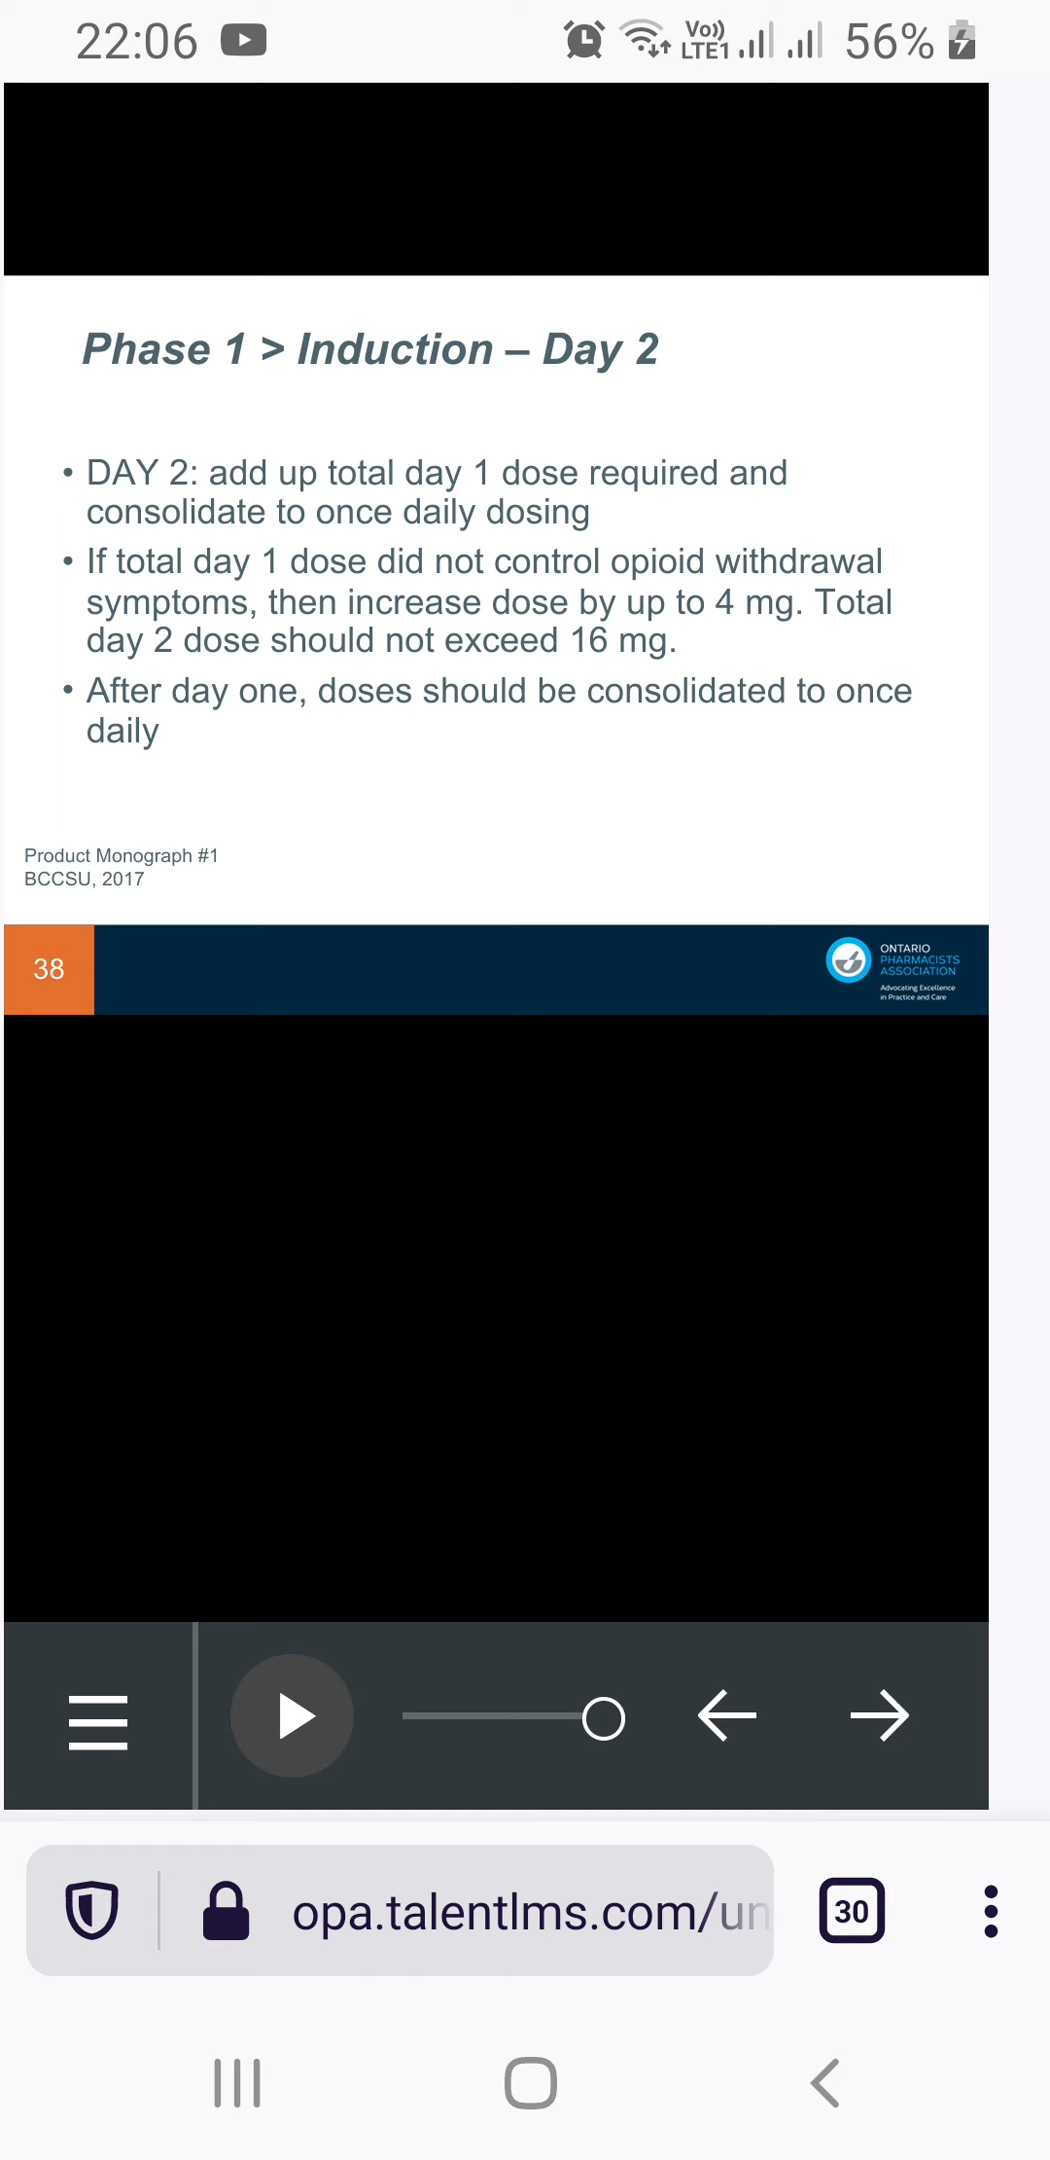 22:06
Vo)) LTE1 56%
Phase 1 > Induction – Day 2
• DAY 2: add up total day 1 dose required and
consolidate to once daily dosing
• If total day 1 dose did not control opioid withdrawal
symptoms, then increase dose by up to 4 mg. Total
day 2 dose should not exceed 16 mg.
• After day one, doses should be consolidated to once
daily
Product Monograph #1
BCCSU, 2017
38
ONTARIO
PHARMACISTS
ASSOCIATION
Advocating Excellence
in Practice and Care
opa.talentlms.com/un
30